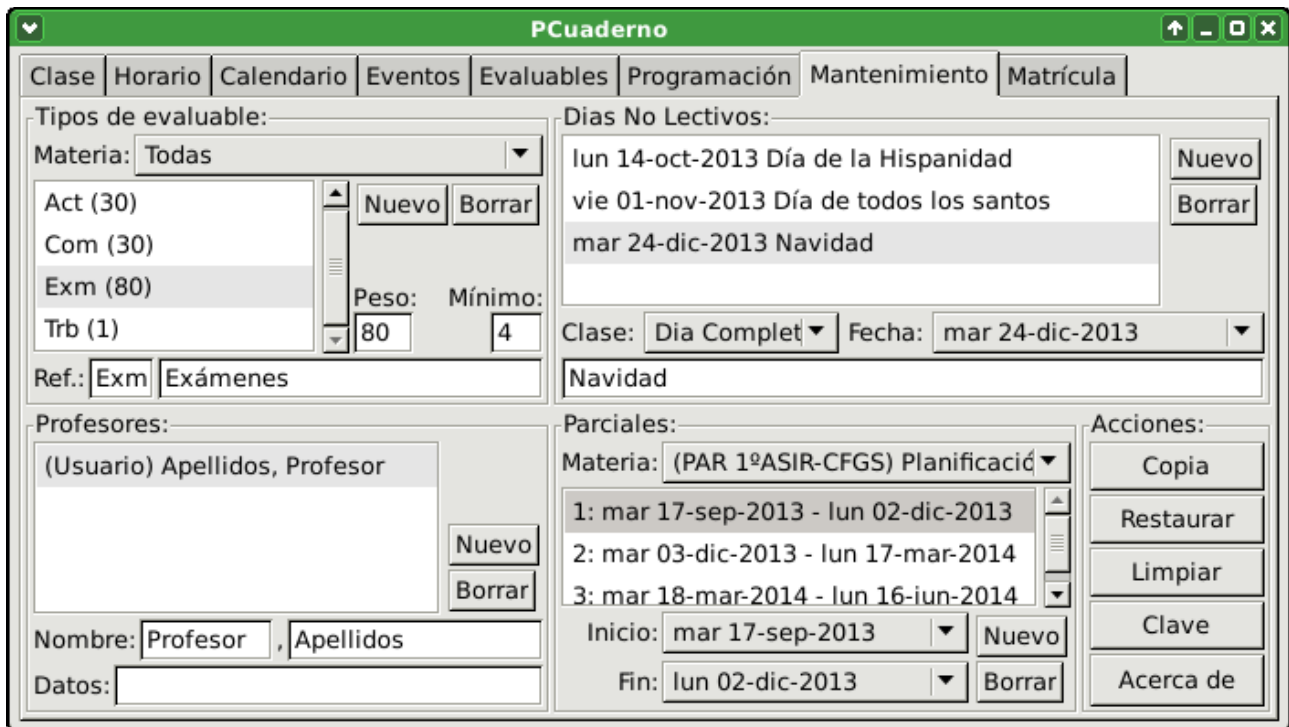 PCuaderno
Clase Horario Calendario Eventos Evaluables Programación Mantenimiento Matrícula
Tipos de evaluable:
Materia: Todas
Act (30)
Com (30)
Exm (80)
Trb (1)
Nuevo Borrar
Peso: Mínimo:
80 4
Ref.: Exm Exámenes
Dias No Lectivos:
lun 14-oct-2013 Día de la Hispanidad
vie 01-nov-2013 Día de todos los santos
mar 24-dic-2013 Navidad
Nuevo
Borrar
Clase: Dia Complet Fecha: mar 24-dic-2013
Navidad
Profesores:
(Usuario) Apellidos, Profesor
Nuevo
Borrar
Nombre: Profesor , Apellidos
Datos:
Parciales:
Materia: (PAR 1ºASIR-CFGS) Planificació
1: mar 17-sep-2013 - lun 02-dic-2013
2: mar 03-dic-2013 - lun 17-mar-2014
3: mar 18-mar-2014 - lun 16-jun-2014
Inicio: mar 17-sep-2013 Nuevo
Fin: lun 02-dic-2013 Borrar
Acciones:
Copia
Restaurar
Limpiar
Clave
Acerca de